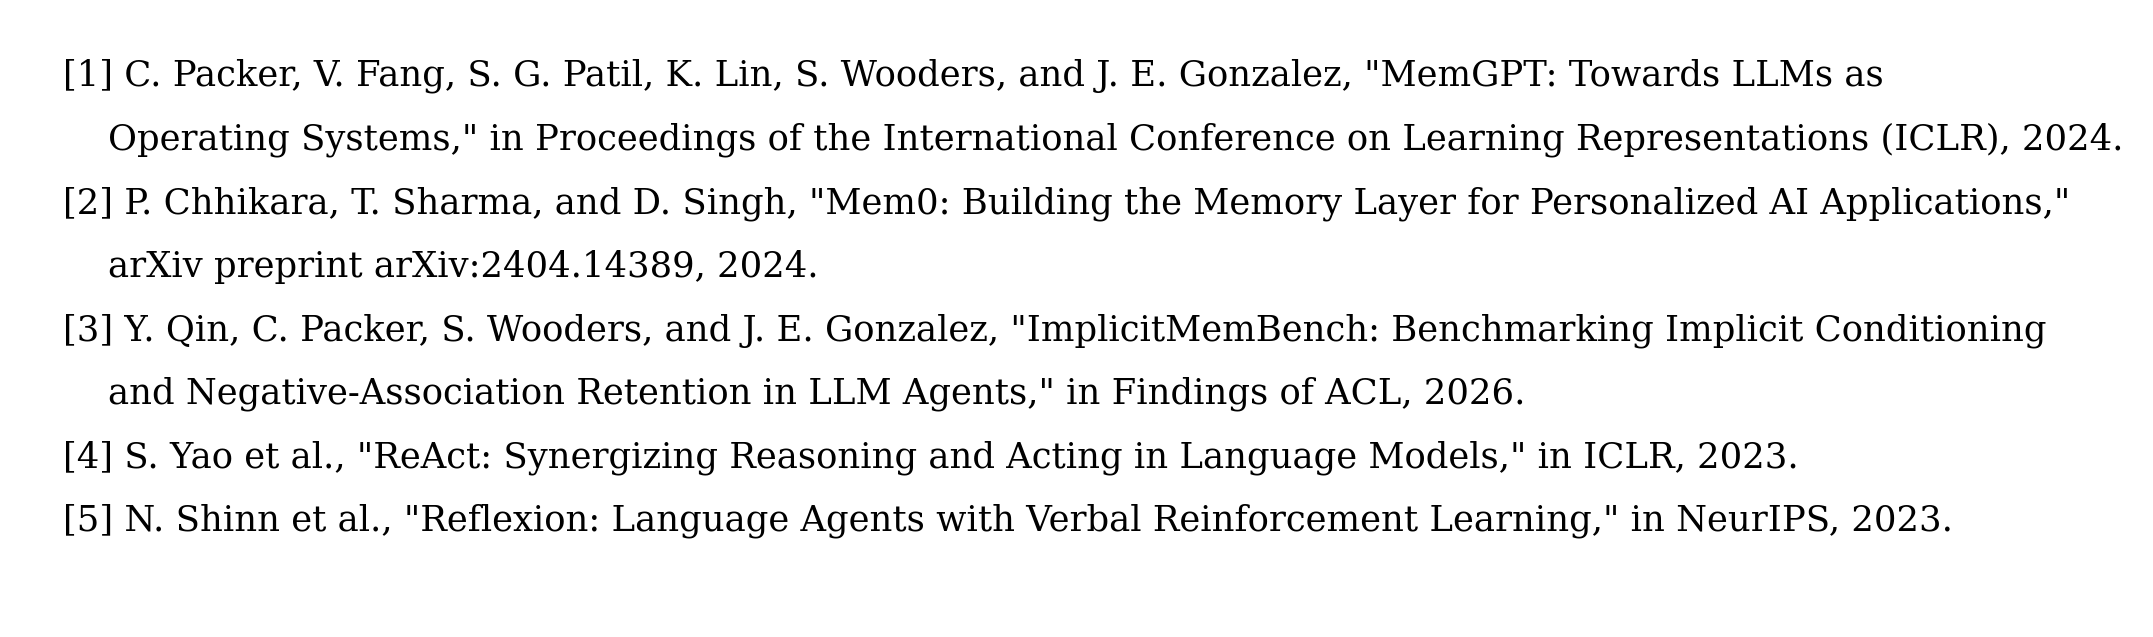 [1] C. Packer, V. Fang, S. G. Patil, K. Lin, S. Wooders, and J. E. Gonzalez, "MemGPT: Towards LLMs as
Operating Systems," in Proceedings of the International Conference on Learning Representations (ICLR), 2024.
[2] P. Chhikara, T. Sharma, and D. Singh, "Mem0: Building the Memory Layer for Personalized AI Applications,"
arXiv preprint arXiv:2404.14389, 2024.
[3] Y. Qin, C. Packer, S. Wooders, and J. E. Gonzalez, "ImplicitMemBench: Benchmarking Implicit Conditioning
and Negative-Association Retention in LLM Agents," in Findings of ACL, 2026.
[4] S. Yao et al., "ReAct: Synergizing Reasoning and Acting in Language Models," in ICLR, 2023.
[5] N. Shinn et al., "Reflexion: Language Agents with Verbal Reinforcement Learning," in NeurIPS, 2023.